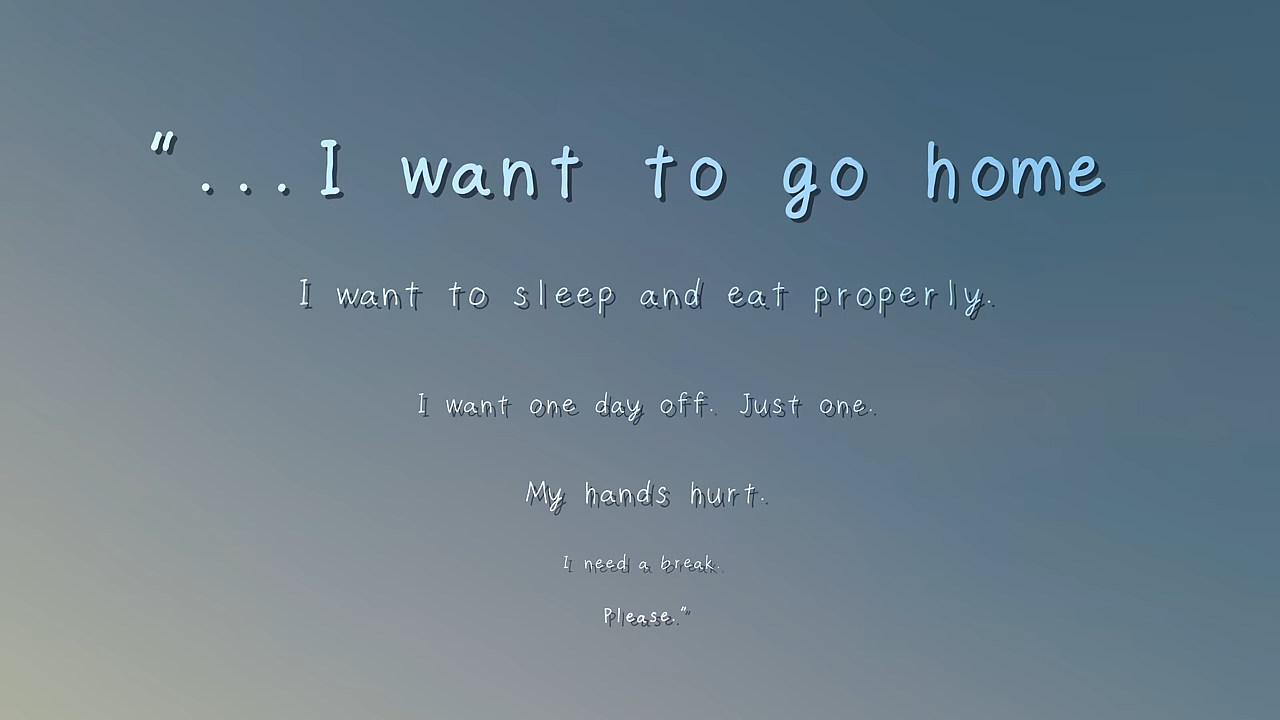 "...I want to go home
I want to sleep and eat properly.
I want one day off. Just one.
My hands hurt.
I need a break.
Please."